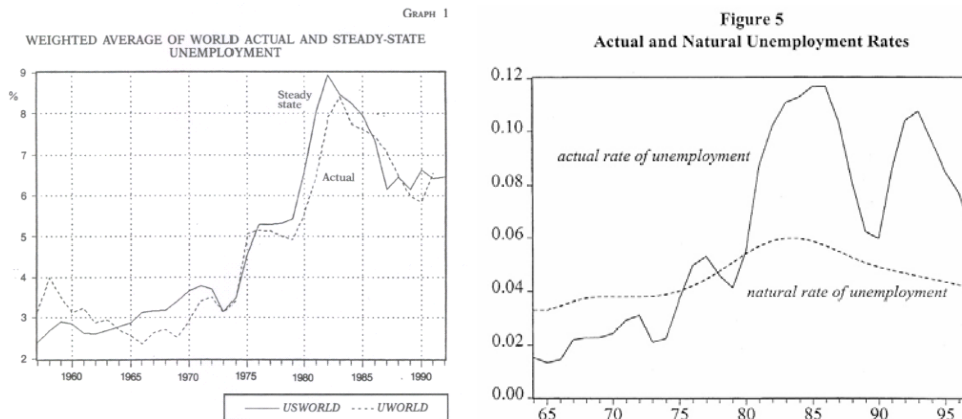 GRAPH 1
WEIGHTED AVERAGE OF WORLD ACTUAL AND STEADY-STATE
UNEMPLOYMENT
9
%
8
7
6
5
4
3
2
Steady
state
Actual
1960 1965 1970 1975 1980 1985 1990
USWORLD UWORLD
Figure 5
Actual and Natural Unemployment Rates
0.12
0.10
0.08
0.06
0.04
0.02
0.00
actual rate of unemployment
natural rate of unemployment
65 70 75 80 85 90 95